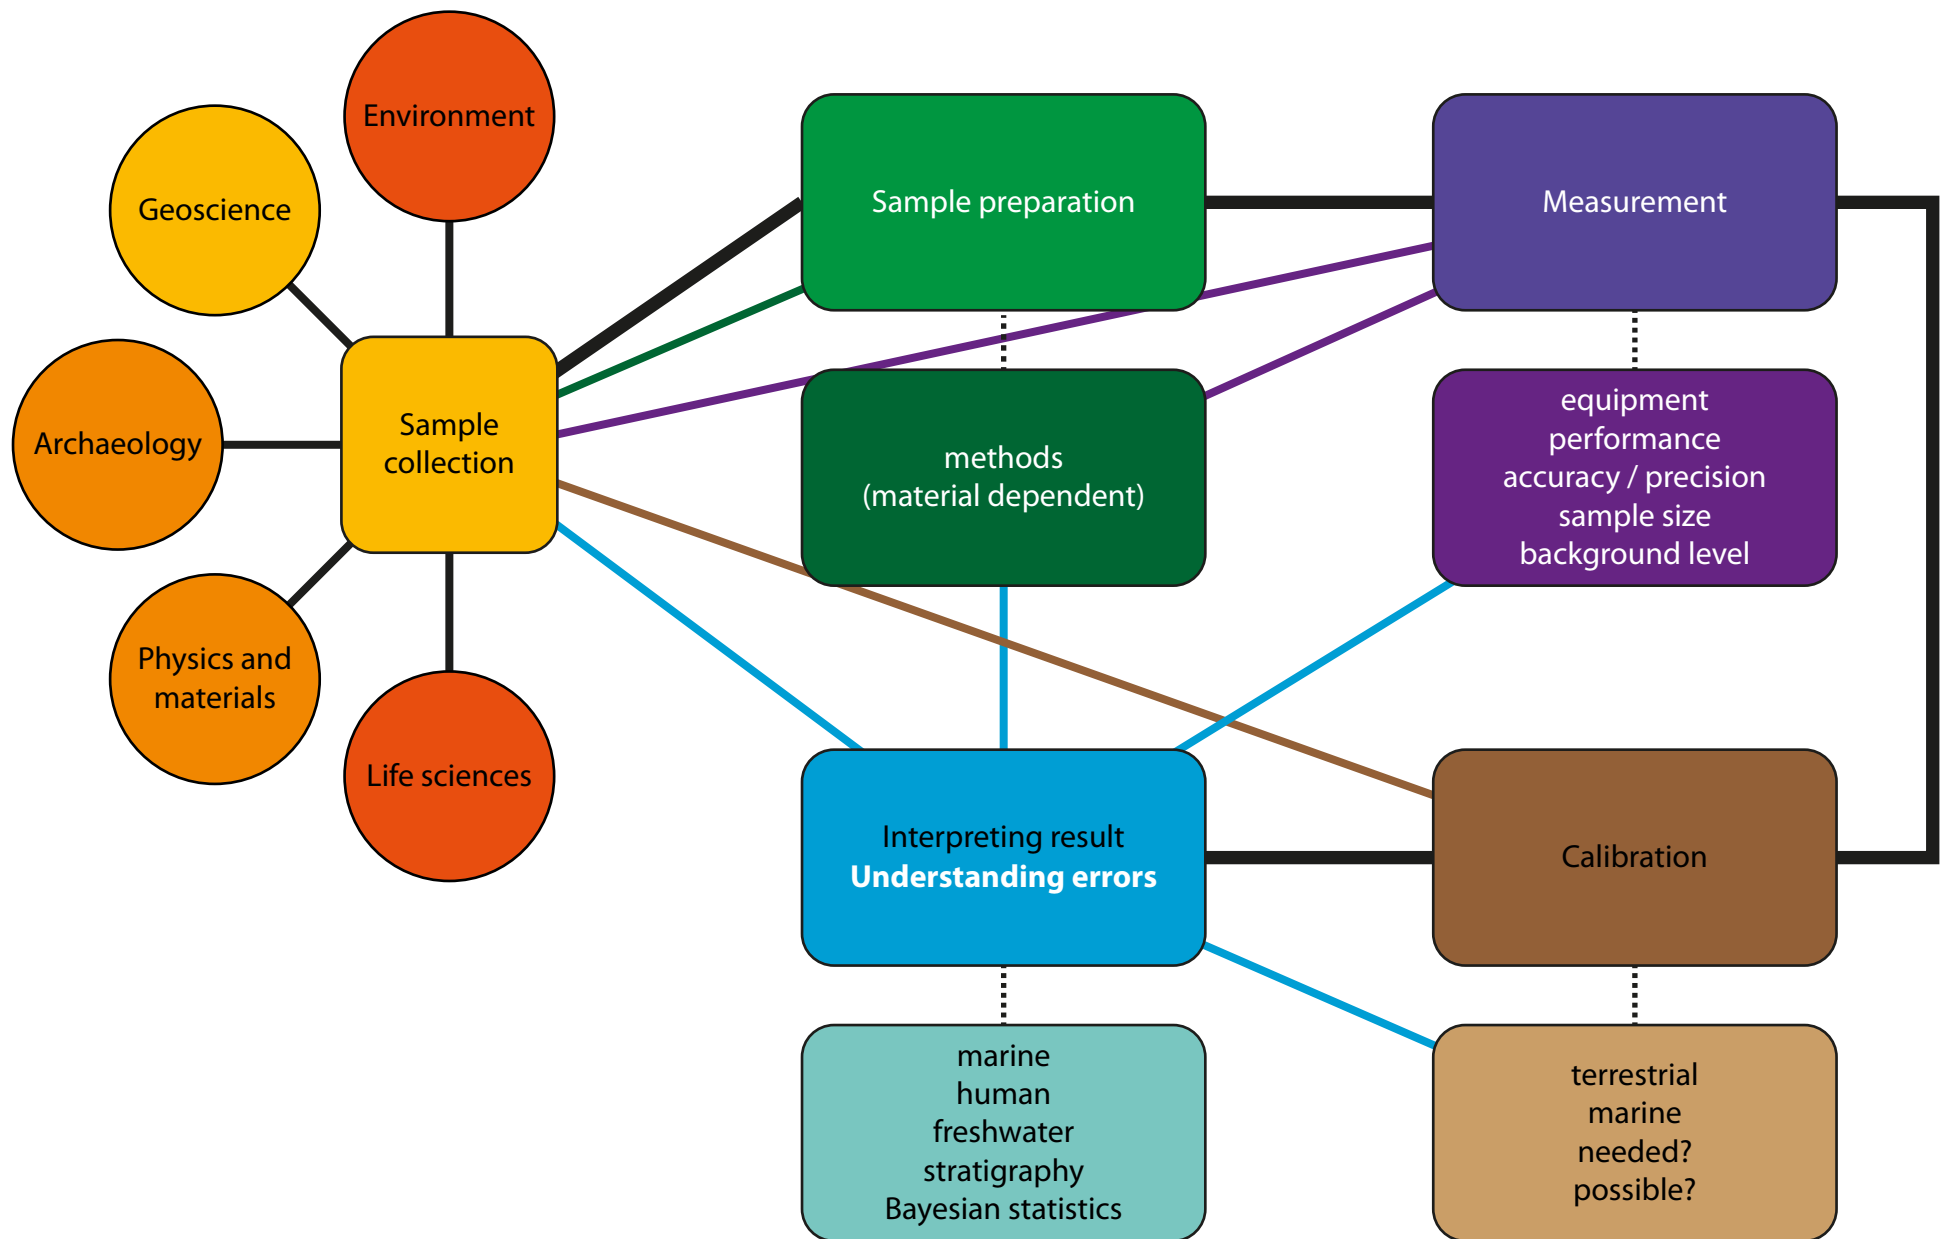 Environment
Geoscience
Archaeology
Physics and
materials
Life sciences
Sample
collection
Sample preparation
Measurement
methods
(material dependent)
equipment
performance
accuracy / precision
sample size
background level
Interpreting result
Understanding errors
Calibration
marine
human
freshwater
stratigraphy
Bayesian statistics
terrestrial
marine
needed?
possible?